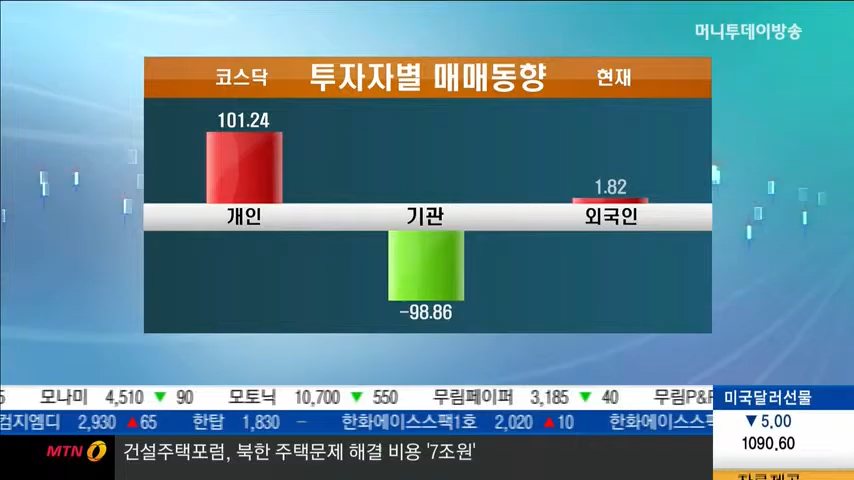 머니투데이방송
코스닥 투자자별 매매동향 현재
101.24
1.82
개인 기관 외국인
-98.86
5 모나미 4,510 ▼ 90 모토닉 10,700 ▼ 550 무림페이퍼 3,185 ▼ 40 무림P&P
컴지엠디 2,930 ▲65 한탑 1,830 - 한화에이스스팩1호 2,020 ▲10 한화에이스스팩
미국달러선물
▼5.00
1090.60
MTN 건설주택포럼, 북한 주택문제 해결 비용 '7조원'